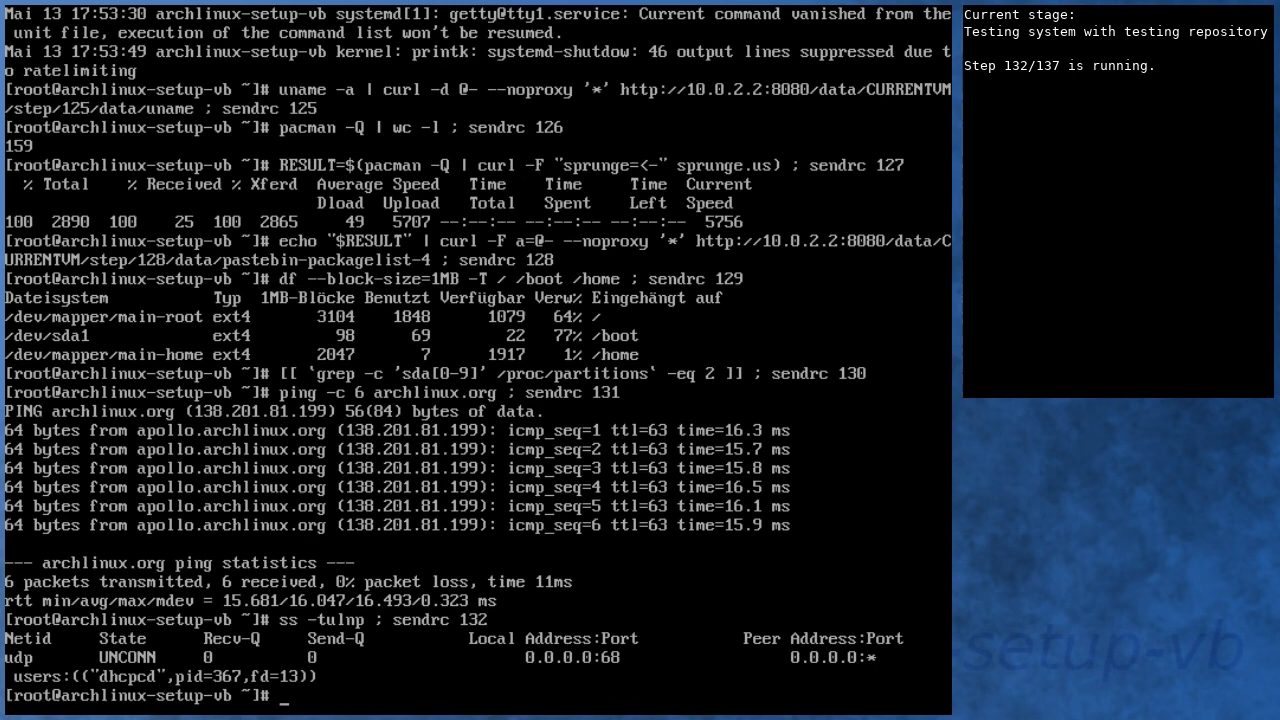 Mai 13 17:53:30 archlinux-setup-vb systemd[1]: getty@tty1.service: Current command vanished from the
 unit file, execution of the command list won't be resumed.
Mai 13 17:53:49 archlinux-setup-vb kernel: printk: systemd-shutdow: 46 output lines suppressed due t
o ratelimiting
[root@archlinux-setup-vb ~]# uname -a | curl -d @- --noproxy '*' http://10.0.2.2:8080/data/CURRENTVM
/step/125/data/uname ; sendrc 125
[root@archlinux-setup-vb ~]# pacman -Q | wc -l ; sendrc 126
159
[root@archlinux-setup-vb ~]# RESULT=$(pacman -Q | curl -F "sprunge=<-" sprunge.us) ; sendrc 127
  % Total    % Received % Xferd  Average Speed   Time    Time     Time  Current
                                 Dload  Upload   Total   Spent    Left  Speed
100  2890  100    25  100  2865     49   5707 --:--:-- --:--:-- --:--:--  5756
[root@archlinux-setup-vb ~]# echo "$RESULT" | curl -F a=@- --noproxy '*' http://10.0.2.2:8080/data/C
URRENTVM/step/128/data/pastebin-packagelist-4 ; sendrc 128
[root@archlinux-setup-vb ~]# df --block-size=1MB -T / /boot /home ; sendrc 129
Dateisystem           Typ  1MB-Blöcke Benutzt Verfügbar Verw% Eingehängt auf
/dev/mapper/main-root ext4       3104    1848      1079   64% /
/dev/sda1             ext4         98      69        22   77% /boot
/dev/mapper/main-home ext4       2047       7      1917    1% /home
[root@archlinux-setup-vb ~]# [[ `grep -c 'sda[0-9]' /proc/partitions` -eq 2 ]] ; sendrc 130
[root@archlinux-setup-vb ~]# ping -c 6 archlinux.org ; sendrc 131
PING archlinux.org (138.201.81.199) 56(84) bytes of data.
64 bytes from apollo.archlinux.org (138.201.81.199): icmp_seq=1 ttl=63 time=16.3 ms
64 bytes from apollo.archlinux.org (138.201.81.199): icmp_seq=2 ttl=63 time=15.7 ms
64 bytes from apollo.archlinux.org (138.201.81.199): icmp_seq=3 ttl=63 time=15.8 ms
64 bytes from apollo.archlinux.org (138.201.81.199): icmp_seq=4 ttl=63 time=16.5 ms
64 bytes from apollo.archlinux.org (138.201.81.199): icmp_seq=5 ttl=63 time=16.1 ms
64 bytes from apollo.archlinux.org (138.201.81.199): icmp_seq=6 ttl=63 time=15.9 ms

--- archlinux.org ping statistics ---
6 packets transmitted, 6 received, 0% packet loss, time 11ms
rtt min/avg/max/mdev = 15.681/16.047/16.493/0.323 ms
[root@archlinux-setup-vb ~]# ss -tulnp ; sendrc 132
Netid     State     Recv-Q     Send-Q           Local Address:Port           Peer Address:Port
udp       UNCONN    0          0                      0.0.0.0:68                  0.0.0.0:*
 users:(("dhcpcd",pid=367,fd=13))
[root@archlinux-setup-vb ~]# _
Current stage:
Testing system with testing repository

Step 132/137 is running.
setup-vb